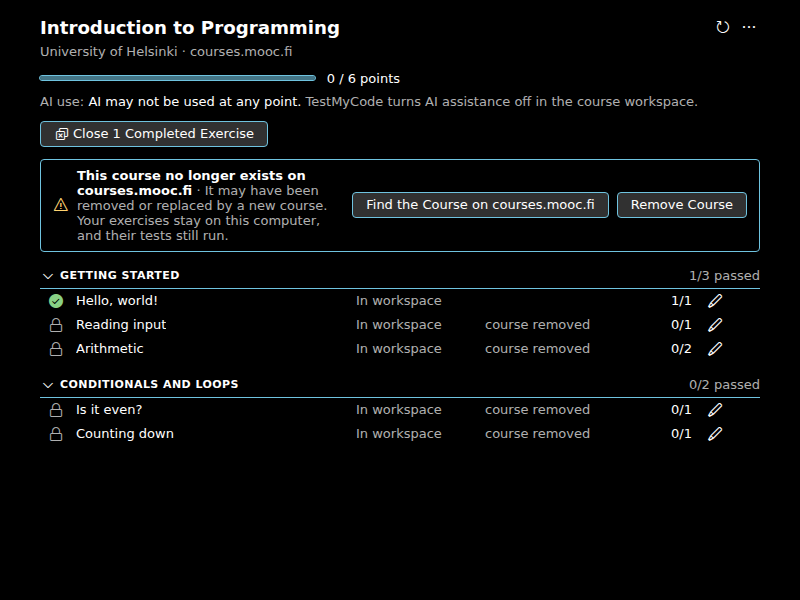 Introduction to Programming
University of Helsinki · courses.mooc.fi
0 / 6 points
AI use: AI may not be used at any point. TestMyCode turns AI assistance off in the course workspace.
Close 1 Completed Exercise
This course no longer exists on
courses.mooc.fi · It may have been
removed or replaced by a new course.
Your exercises stay on this computer,
and their tests still run.
Find the Course on courses.mooc.fi
Remove Course
GETTING STARTED 1/3 passed
Hello, world! In workspace 1/1
Reading input In workspace course removed 0/1
Arithmetic In workspace course removed 0/2
CONDITIONALS AND LOOPS 0/2 passed
Is it even? In workspace course removed 0/1
Counting down In workspace course removed 0/1